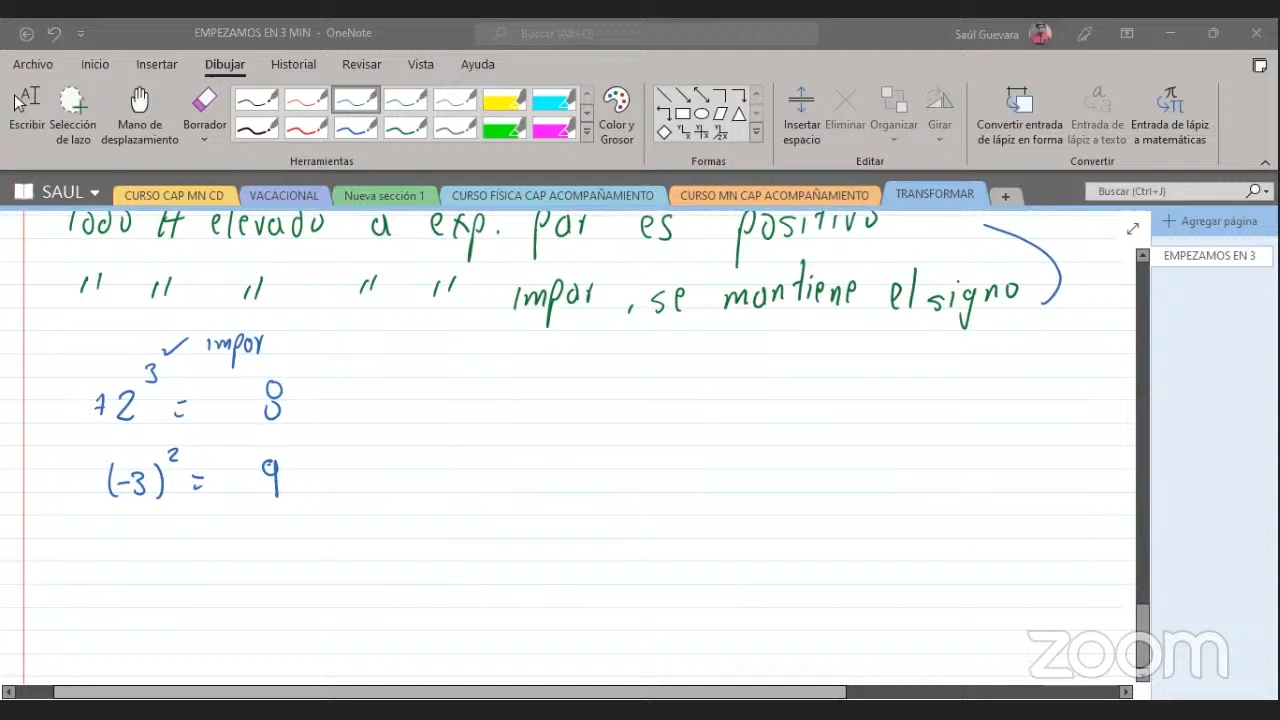 EMPEZAMOS EN 3 MIN - OneNote
Buscar (Alt+G)
Saúl Guevara
Archivo Inicio Insertar Dibujar Historial Revisar Vista Ayuda
Escribir
Selección de lazo
Mano de desplazamiento
Borrador
Color y Grosor
Insertar espacio
Eliminar
Organizar
Girar
Convertir entrada de lápiz en forma
Entrada de lápiz a texto
Entrada de lápiz a matemáticas
Herramientas
Formas
Editar
Convertir
SAUL
CURSO CAP MN CD
VACACIONAL
Nueva sección 1
CURSO FÍSICA CAP ACOMPAÑAMIENTO
CURSO MN CAP ACOMPAÑAMIENTO
TRANSFORMAR
Buscar (Ctrl+J)
Agregar página
EMPEZAMOS EN 3
Todo # elevado a exp. par es positivo
" " " " " impar, se mantiene el signo
impar
+2³ = 8
(-3)² = 9
zoom